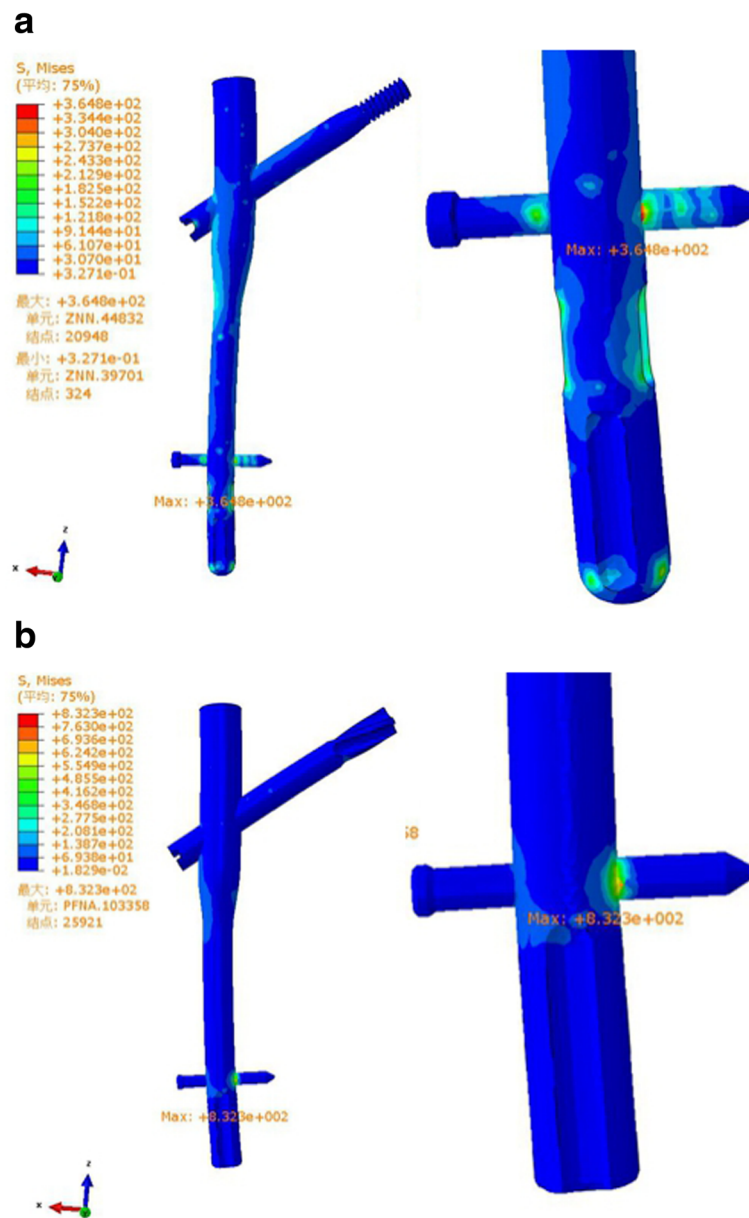 a
S, Mises
(平均: 75%)
+3.648e+02
+3.344e+02
+3.040e+02
+2.737e+02
+2.433e+02
+2.129e+02
+1.825e+02
+1.522e+02
+1.218e+02
+9.144e+01
+6.107e+01
+3.070e+01
+3.271e-01
最大: +3.648e+02
单元: ZNN.44832
结点: 20948
最小: +3.271e-01
单元: ZNN.39701
结点: 324
Max: +3.648e+002
Max: +3.648e+002
z
x
b
S, Mises
(平均: 75%)
+8.323e+02
+7.630e+02
+6.936e+02
+6.242e+02
+5.549e+02
+4.855e+02
+4.162e+02
+3.468e+02
+2.775e+02
+2.081e+02
+1.387e+02
+6.938e+01
+1.829e-02
最大: +8.323e+02
单元: PFNA.103358
结点: 25921
58
Max: +8.323e+002
Max: +8.323e+002
z
x